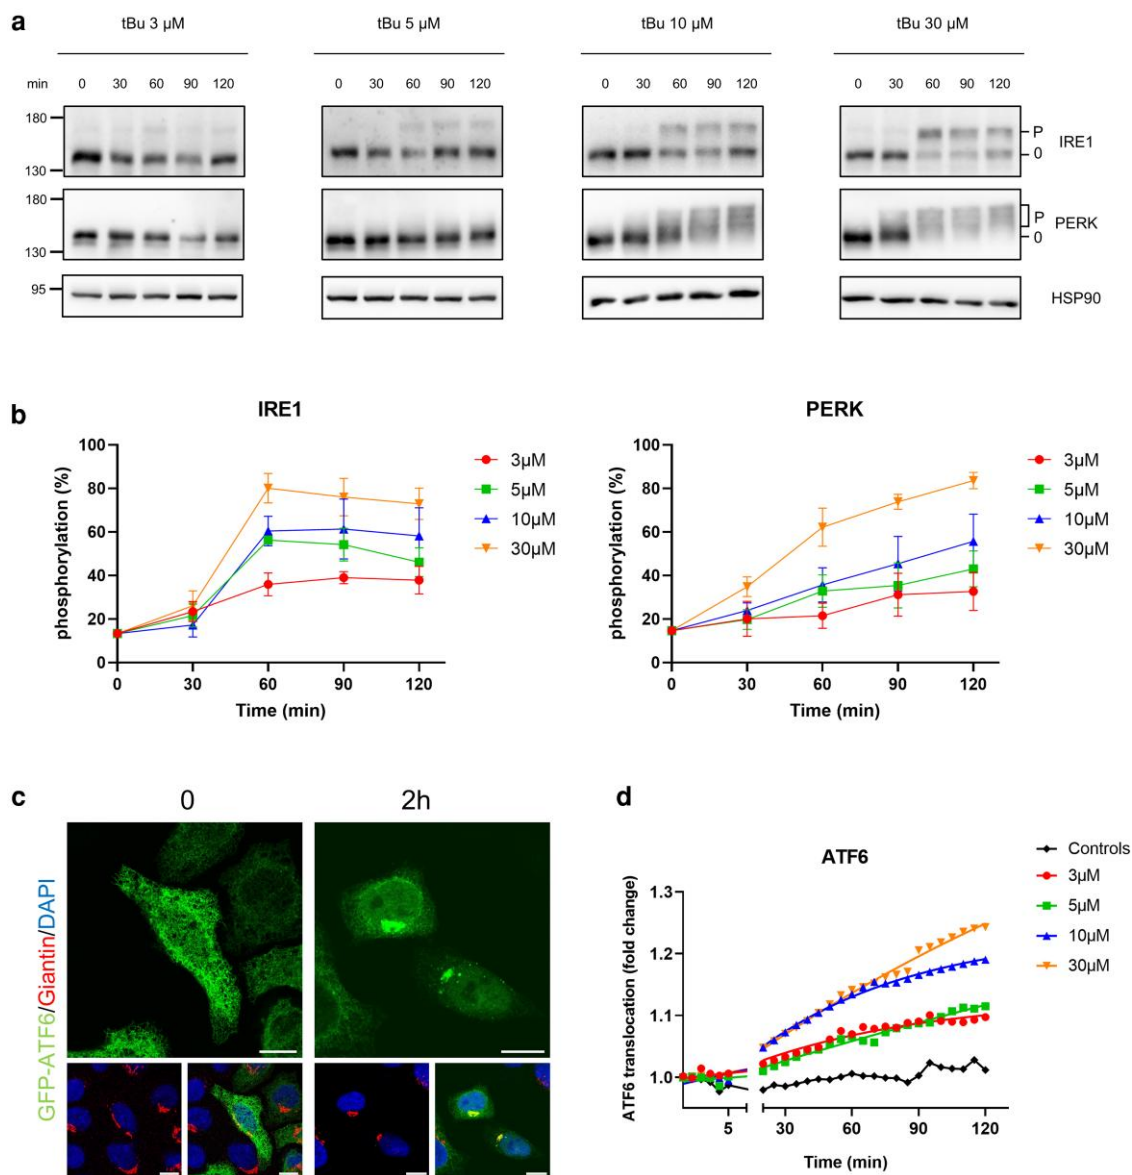 a
tBu 3 µM tBu 5 µM tBu 10 µM tBu 30 µM
min 0 30 60 90 120 0 30 60 90 120 0 30 60 90 120 0 30 60 90 120
180
130
P
0
IRE1
180
130
P
0
PERK
95
HSP90
b
IRE1
phosphorylation (%)
100
80
60
40
20
0
0 30 60 90 120
Time (min)
3µM
5µM
10µM
30µM
PERK
phosphorylation (%)
100
80
60
40
20
0
0 30 60 90 120
Time (min)
3µM
5µM
10µM
30µM
c
0 2h
GFP-ATF6/Giantin/DAPI
d
ATF6
ATF6 translocation (fold change)
1.3
1.2
1.1
1.0
5 30 60 90 120
Time (min)
Controls
3µM
5µM
10µM
30µM